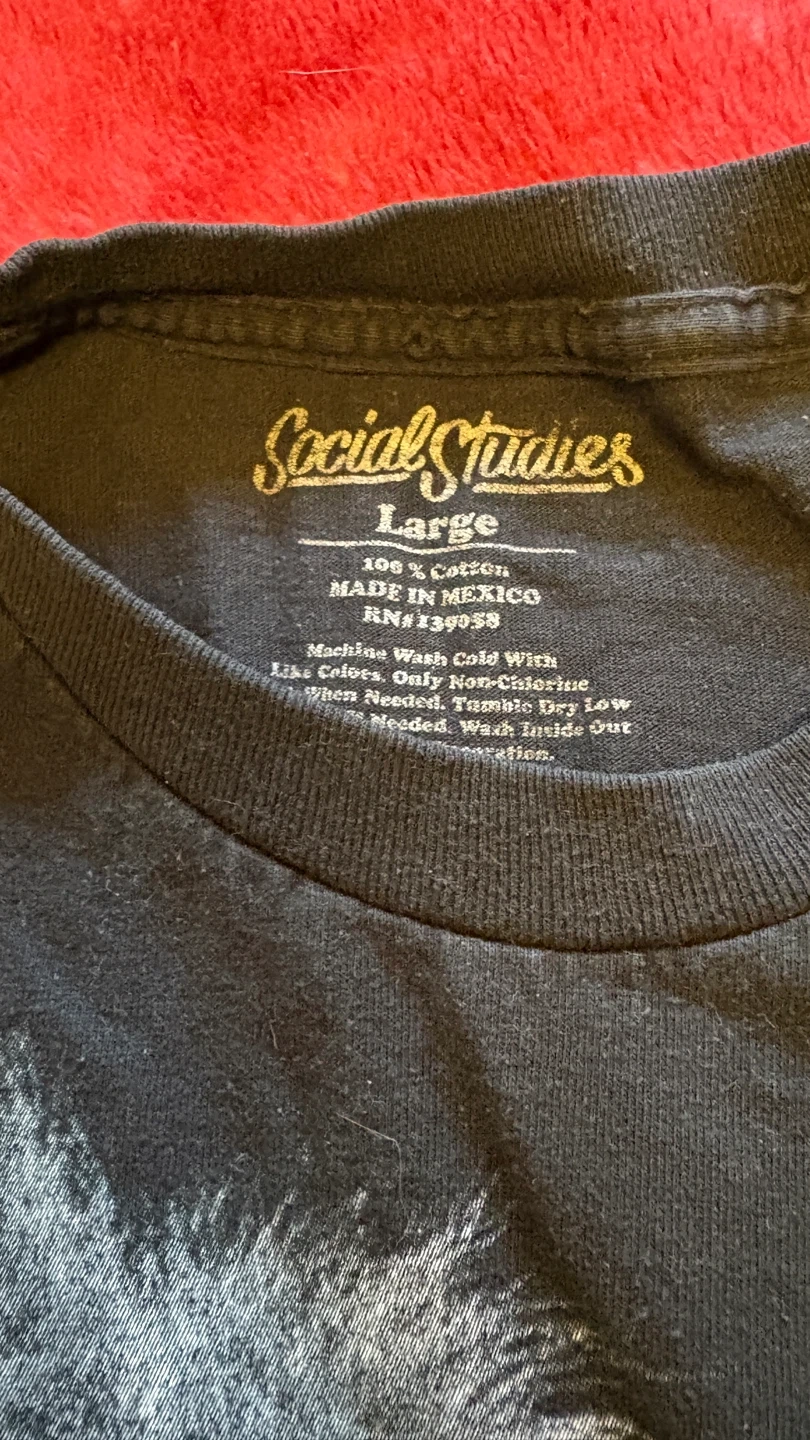 Social Studies
Large
100 % Cotton
MADE IN MEXICO
RN#139058
Machine Wash Cold With
Like Colors. Only Non-Chlorine
When Needed. Tumble Dry Low
Needed. Wash Inside Out